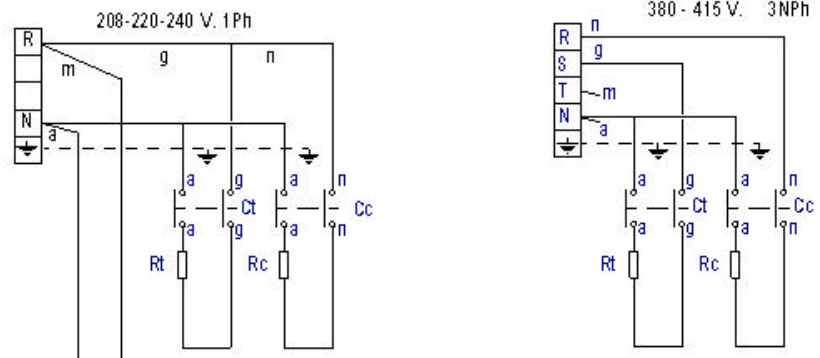 208-220-240 V. 1Ph
R
g
n
m
N
a
a g a n
Ct Cc
a g a n
Rt Rc
380 - 415 V. 3NPh
n
R
g
S
T m
N
a
a g a n
Ct Cc
a g a n
Rt Rc